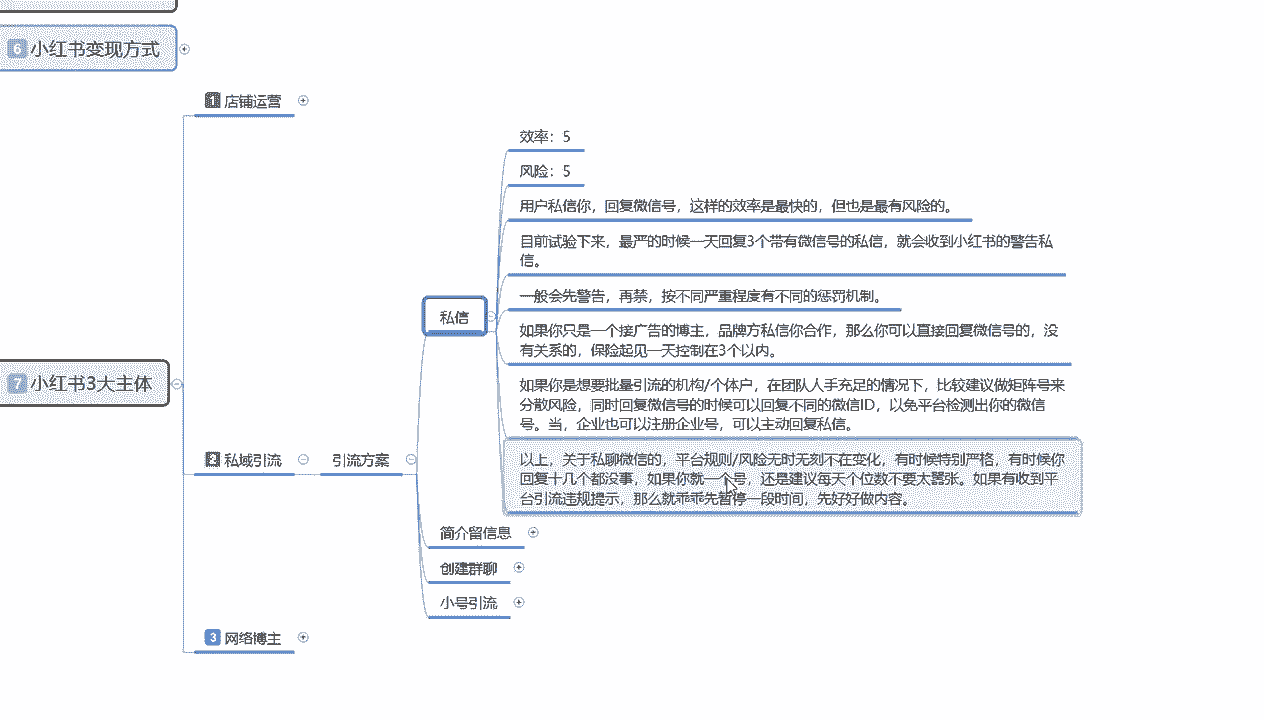 6 小红书变现方式
1 店铺运营
效率：5
风险：5
用户私信你，回复微信号，这样的效率是最快的，但也是最有风险的。
目前试验下来，最严的时候一天回复3个带有微信号的私信，就会收到小红书的警告私
信。
一般会先警告，再禁，按不同严重程度有不同的惩罚机制。
私信
如果你只是一个接广告的博主，品牌方私信你合作，那么你可以直接回复微信号的，没
有关系的，保险起见一天控制在3个以内。
7 小红书3大主体
如果你是想要批量引流的机构/个体户，在团队人手充足的情况下，比较建议做矩阵号来
分散风险，同时回复微信号的时候可以回复不同的微信ID，以免平台检测出你的微信
号。当，企业也可以注册企业号，可以主动回复私信。
2 私域引流
引流方案
以上，关于私聊微信的，平台规则/风险无时无刻不在变化，有时候特别严格，有时候你
回复十几个都没事，如果你就一个号，还是建议每天个位数不要太嚣张。如果有收到平
台引流违规提示，那么就乖乖先暂停一段时间，先好好做内容。
简介留信息
创建群聊
小号引流
3 网络博主